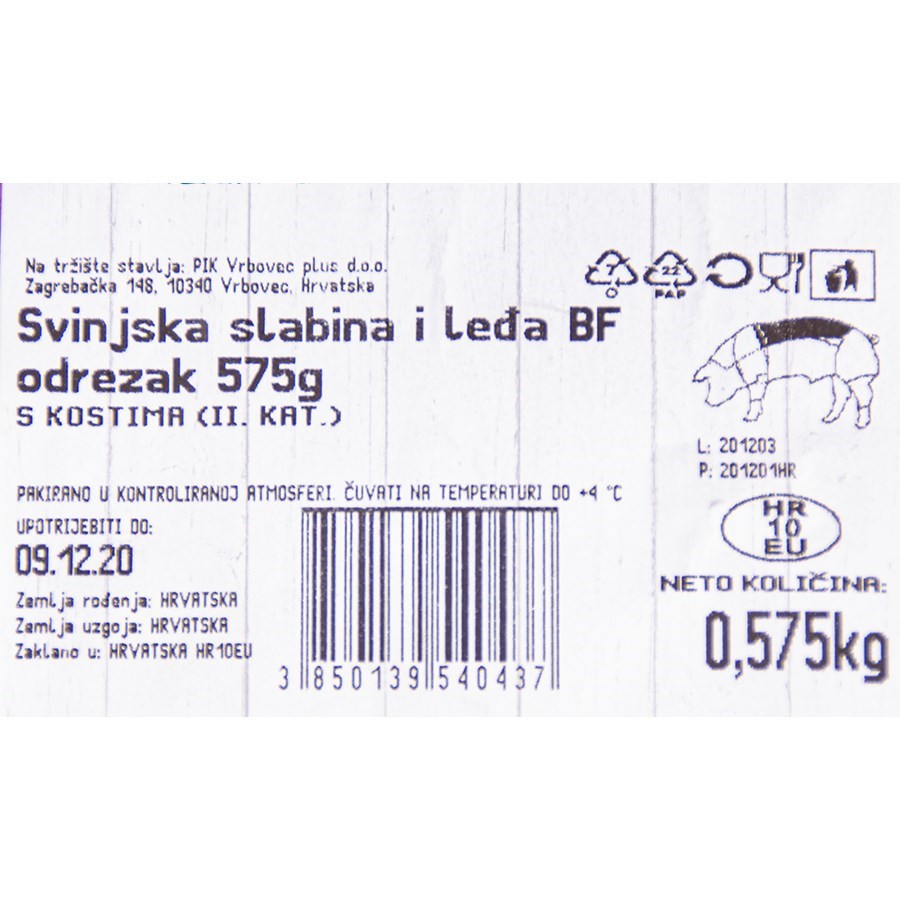 Na tržište stavlja: PIK Vrbovec plus d.o.o.
Zagrebačka 148, 10340 Vrbovec, Hrvatska
7
O
22
PAP
Svinjska slabina i leđa BF
odrezak 575g
S KOSTIMA (II. KAT.)
L: 201203
P: 201201HR
PAKIRANO U KONTROLIRANOJ ATMOSFERI. ČUVATI NA TEMPERATURI DO +4 °C
UPOTRIJEBITI DO:
09.12.20
HR
10
EU
NETO KOLIČINA:
0,575kg
Zemlja rođenja: HRVATSKA
Zemlja uzgoja: HRVATSKA
Zaklano u: HRVATSKA HR10EU
3 850139 540437